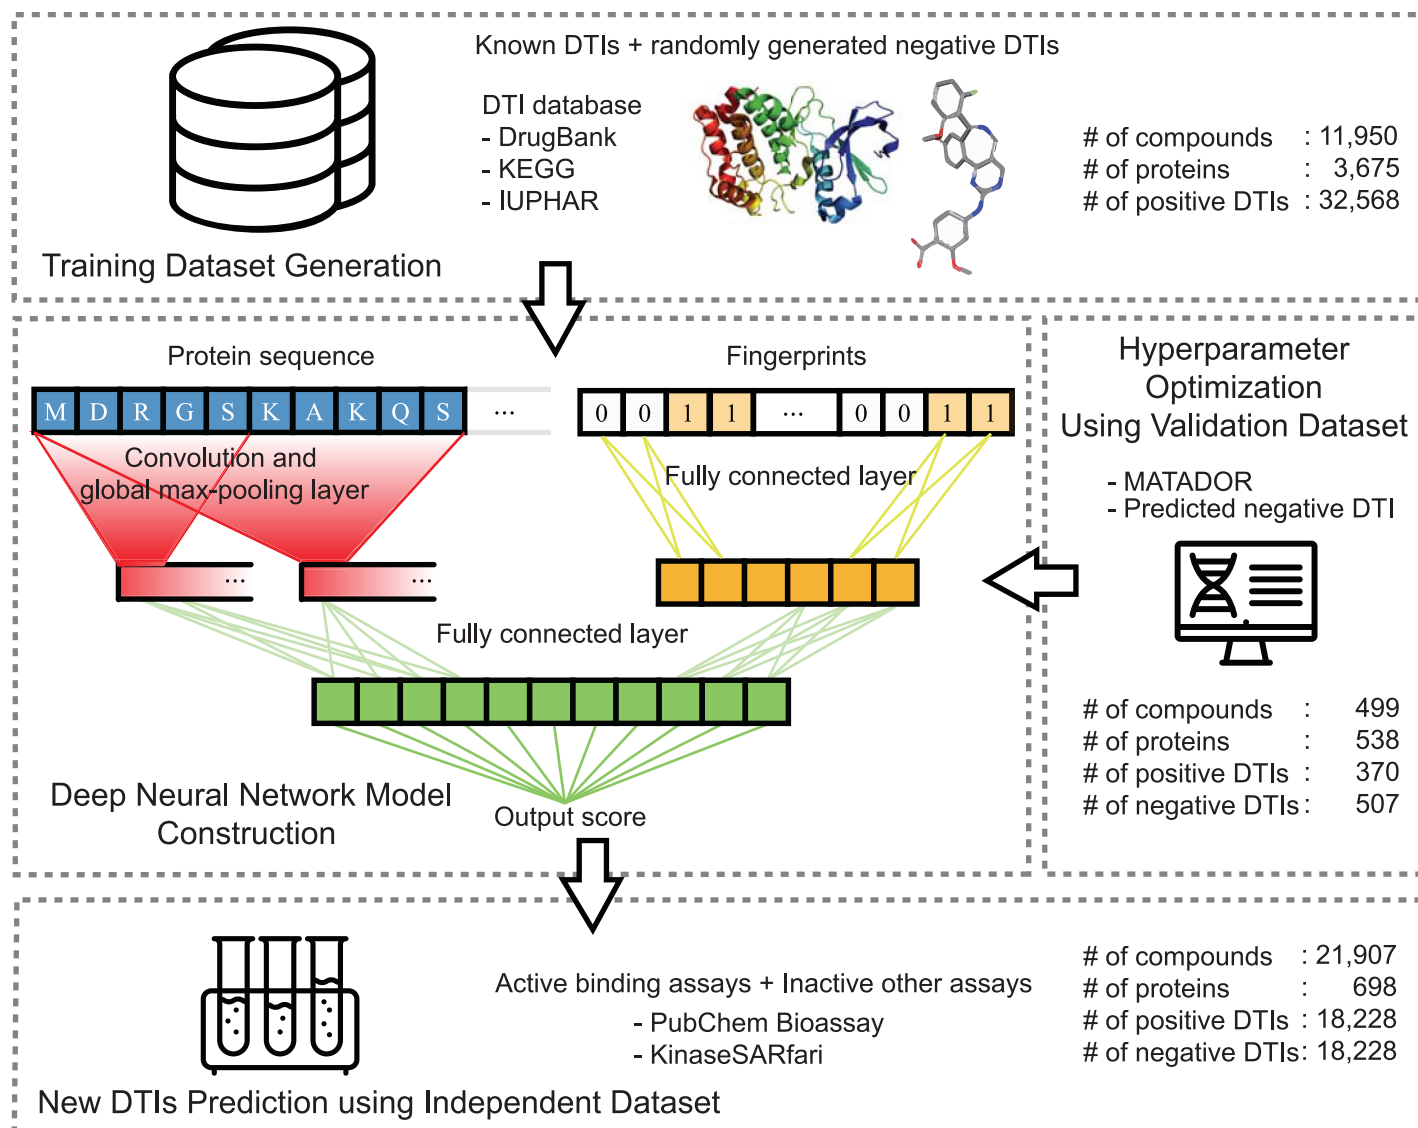 Known DTIs + randomly generated negative DTIs
DTI database
- DrugBank
- KEGG
- IUPHAR
# of compounds : 11,950
# of proteins : 3,675
# of positive DTIs : 32,568
Training Dataset Generation
Protein sequence
M D R G S K A K Q S ...
Convolution and
global max-pooling layer
... ...
Fingerprints
0 0 1 1 ... 0 0 1 1
Fully connected layer
Fully connected layer
Output score
Deep Neural Network Model
Construction
Hyperparameter
Optimization
Using Validation Dataset
- MATADOR
- Predicted negative DTI
# of compounds : 499
# of proteins : 538
# of positive DTIs : 370
# of negative DTIs : 507
Active binding assays + Inactive other assays
- PubChem Bioassay
- KinaseSARfari
# of compounds : 21,907
# of proteins : 698
# of positive DTIs : 18,228
# of negative DTIs : 18,228
New DTIs Prediction using Independent Dataset